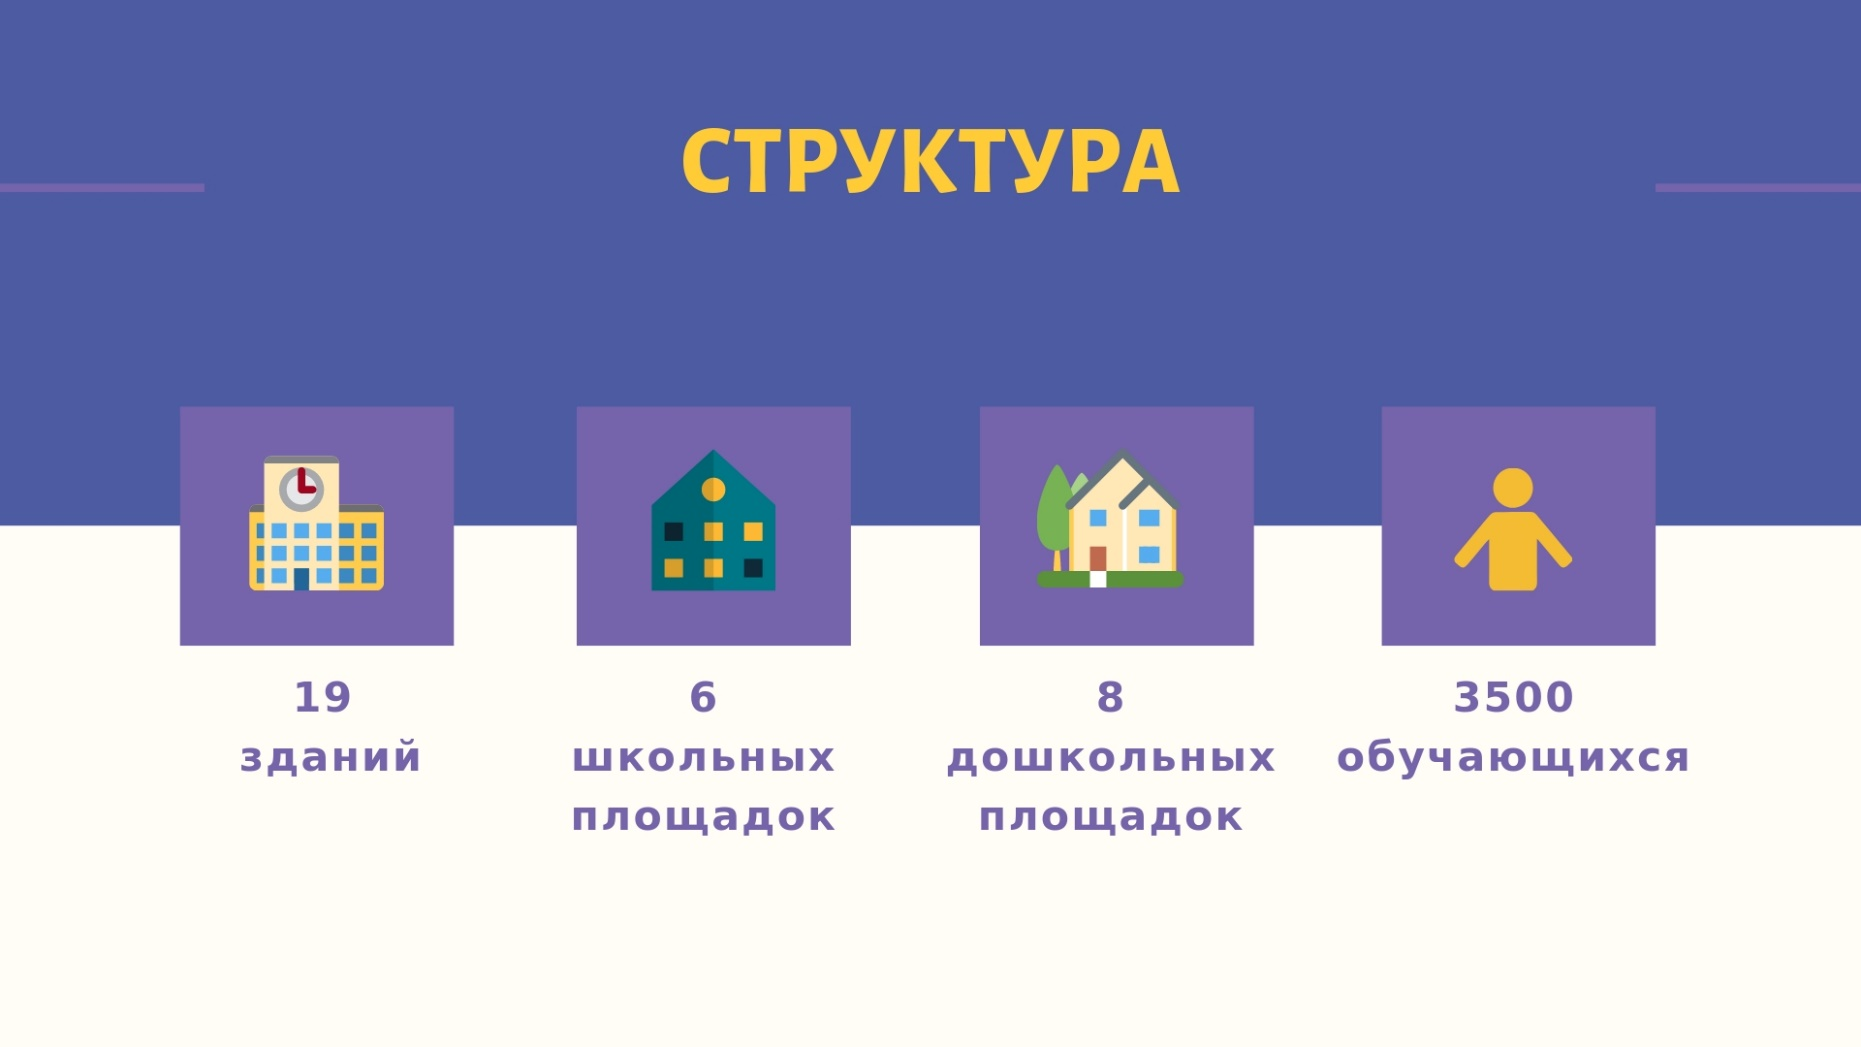 СТРУКТУРА
19
зданий
6
школьных
площадок
8
дошкольных
площадок
3500
обучающихся